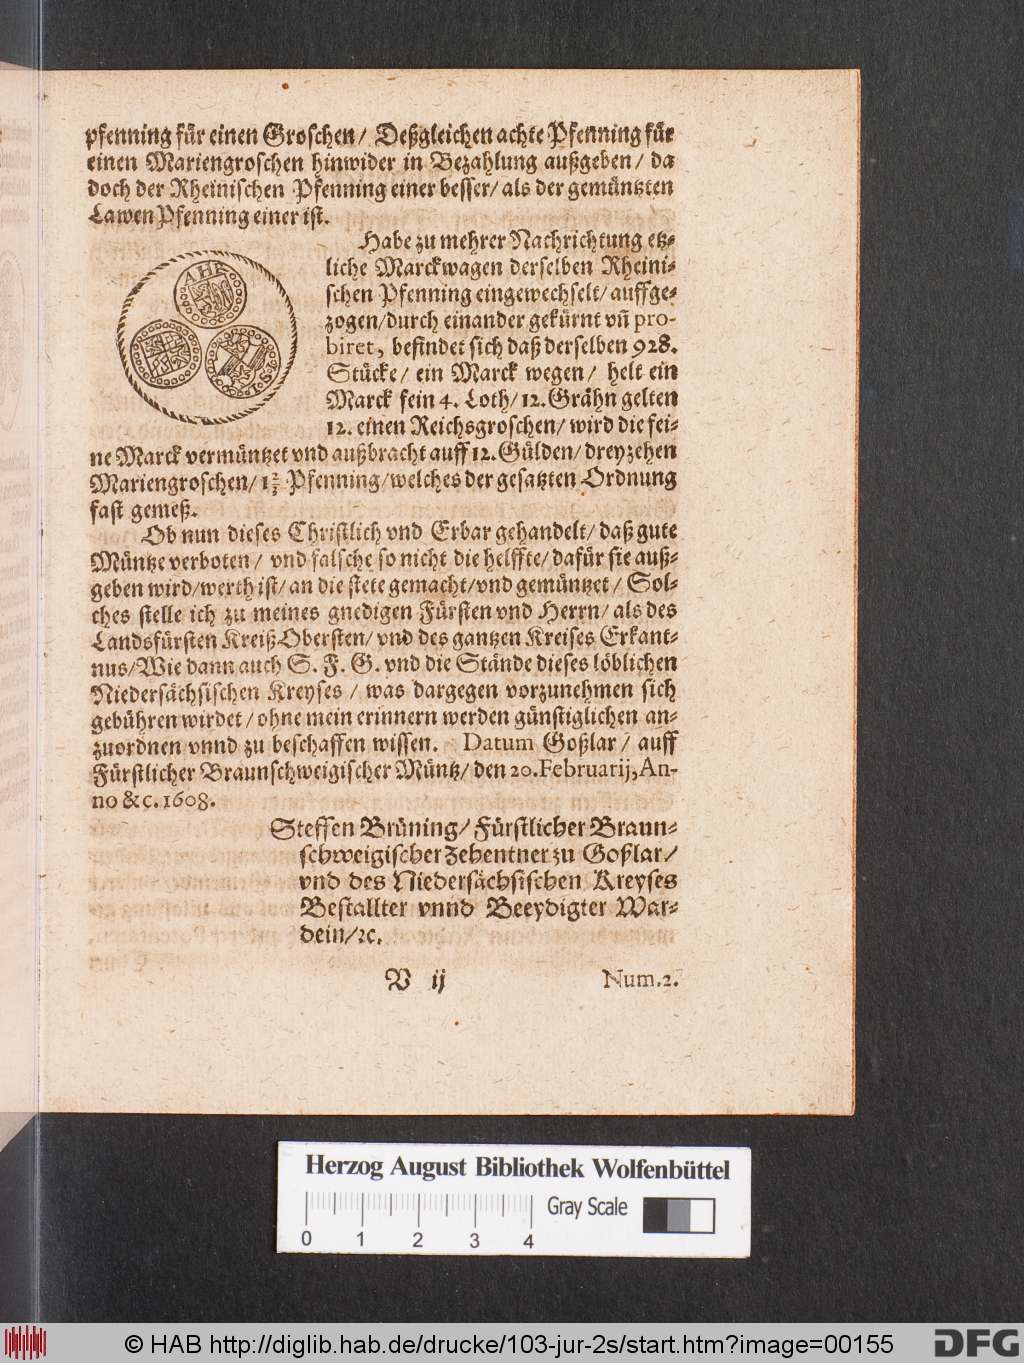 pfenning für einen Groschen/ Deßgleichen achte Pfenning für
einen Mariengroschen hinwider in Bezahlung außgeben/ da
doch der Rheinischen Pfenning einer besser/ als der gemüntzten
Lawen Pfenning einer ist.
Habe zu mehrer Nachrichtung etz-
liche Marckwagen derselben Rheini-
schen Pfenning eingewechselt/ auffge-
zogen/durch einander gekürnt vñ pro-
biret, befindet sich daß derselben 928.
Stücke/ ein Marck wegen/ helt ein
Marck fein 4. Loth/ 12. Grähn gelten
12. einen Reichsgroschen/ wird die fei-
ne Marck vermüntzet vnd außbracht auff 12. Gülden/ dreyzehen
Mariengroschen/ 1⅔ Pfenning/welches der gesatzten Ordnung
fast gemeß.
Ob nun dieses Christlich vnd Erbar gehandelt/ daß gute
Müntze verboten/ vnd falsche so nicht die helffte/ dafür sie auß-
geben wird/werth ist/ an die stete gemacht/vnd gemüntzet/ Sol-
ches stelle ich zu meines gnedigen Fürsten vnd Herrn/ als des
Landsfürsten Kreiß Obersten/ vnd des gantzen Kreises Erkant-
nus/Wie dann auch S. F. G. vnd die Stände dieses löblichen
Niedersächsischen Kreyses/ was dargegen vorzunehmen sich
gebühren wirdet/ ohne mein erinnern werden günstiglichen an-
zuordnen vnnd zu beschaffen wissen. Datum Goßlar/ auff
Fürstlicher Braunschweigischer Müntz/ den 20. Februarij, An-
no &c. 1608.
Steffen Brüning/ Fürstlicher Braun-
schweigischer Zehentner zu Goßlar/
vnd des Niedersächsischen Kreyses
Bestallter vnnd Beeydigter War-
dein/ꝛc.
V ij Num. 2.
Herzog August Bibliothek Wolfenbüttel
0 1 2 3 4 Gray Scale
© HAB http://diglib.hab.de/drucke/103-jur-2s/start.htm?image=00155
DFG